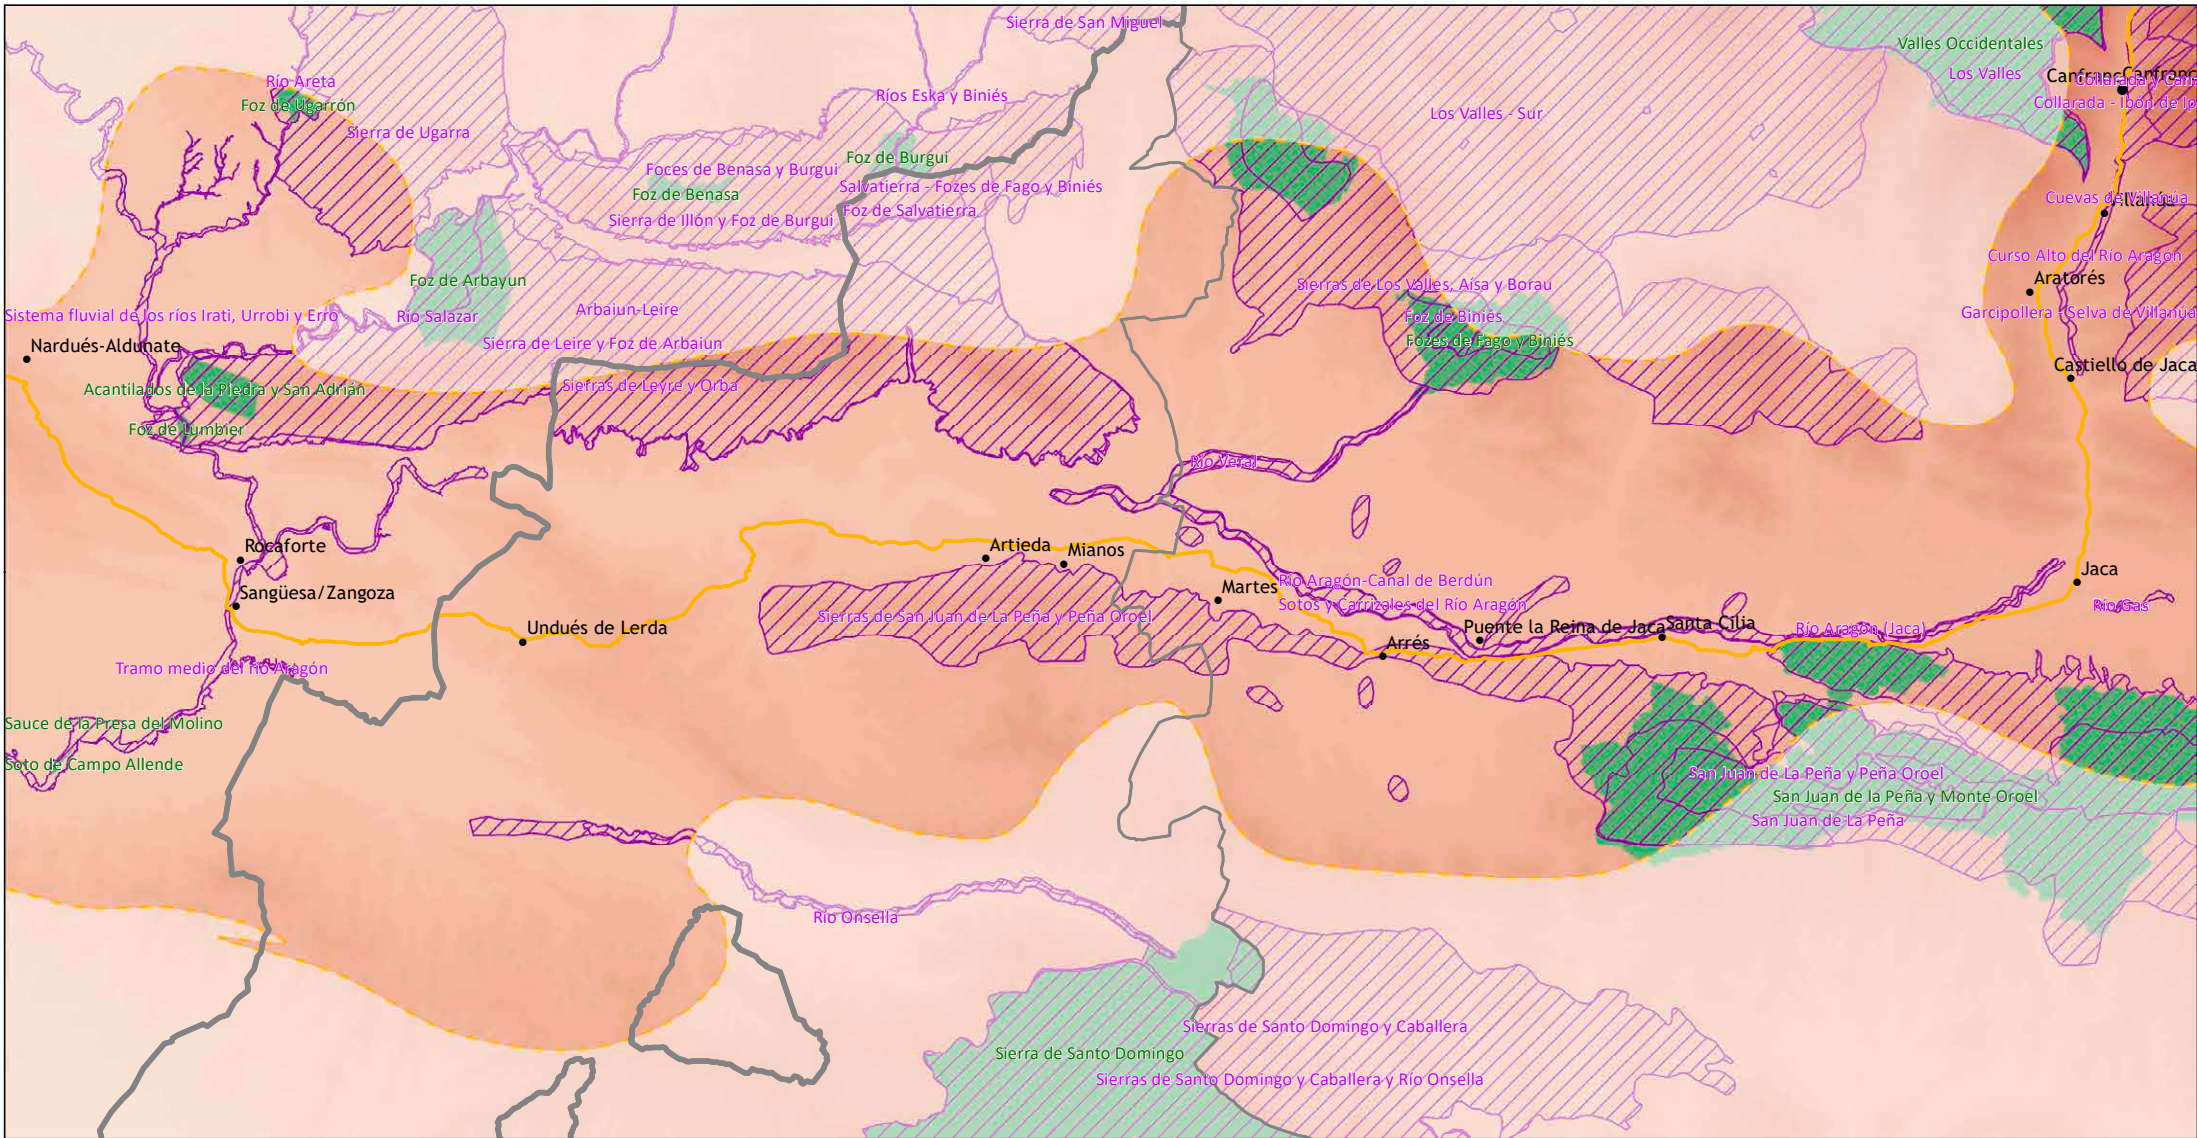 Sierra de San Miguel
Valles Occidentales
Los Valles
Canfranc
Canfranc
Río Areta
Foz de Ugarrón
Ríos Eska y Biniés
Los Valles - Sur
Sierra de Ugarra
Foz de Burgui
Foces de Benasa y Burgui
Foz de Benasa
Salvatierra - Fozes de Fago y Biniés
Cuevas de Villanúa
Villanúa
Foz de Salvatierra
Sierra de Illón y Foz de Burgui
Curso Alto del Río Aragón
Aratorés
Foz de Arbayun
Sierras de Los Valles, Aísa y Borau
Arbaiun-Leire
Garcipollera - Selva de Villanúa
Sistema fluvial de los ríos Irati, Urrobi y Erro
Río Salazar
Foz de Biniés
Fozes de Fago y Biniés
Nardués-Aldunate
Sierra de Leire y Foz de Arbaiun
Castiello de Jaca
Acantilados de la Piedra y San Adrián
Sierras de Leyre y Orba
Foz de Lumbier
Río Veral
Rocaforte
Artieda
Mianos
Jaca
Sangüesa/Zangoza
Martes
Río Aragón-Canal de Berdún
Sotos y Carrizales del Río Aragón
Río Gas
Sierras de San Juan de La Peña y Peña Oroel
Undués de Lerda
Puente la Reina de Jaca
Santa Cilia
Río Aragón (Jaca)
Arrés
Tramo medio del río Aragón
Sauce de la Presa del Molino
Soto de Campo Allende
San Juan de La Peña y Peña Oroel
San Juan de la Peña y Monte Oroel
San Juan de La Peña
Río Onsella
Sierras de Santo Domingo y Caballera
Sierra de Santo Domingo
Sierras de Santo Domingo y Caballera y Río Onsella